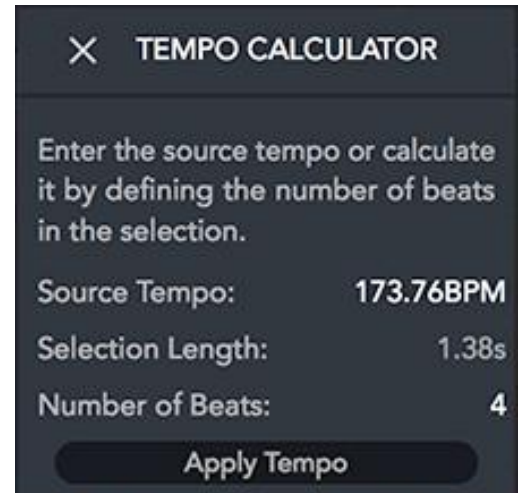 × TEMPO CALCULATOR
Enter the source tempo or calculate
it by defining the number of beats
in the selection.
Source Tempo: 173.76BPM
Selection Length: 1.38s
Number of Beats: 4
Apply Tempo